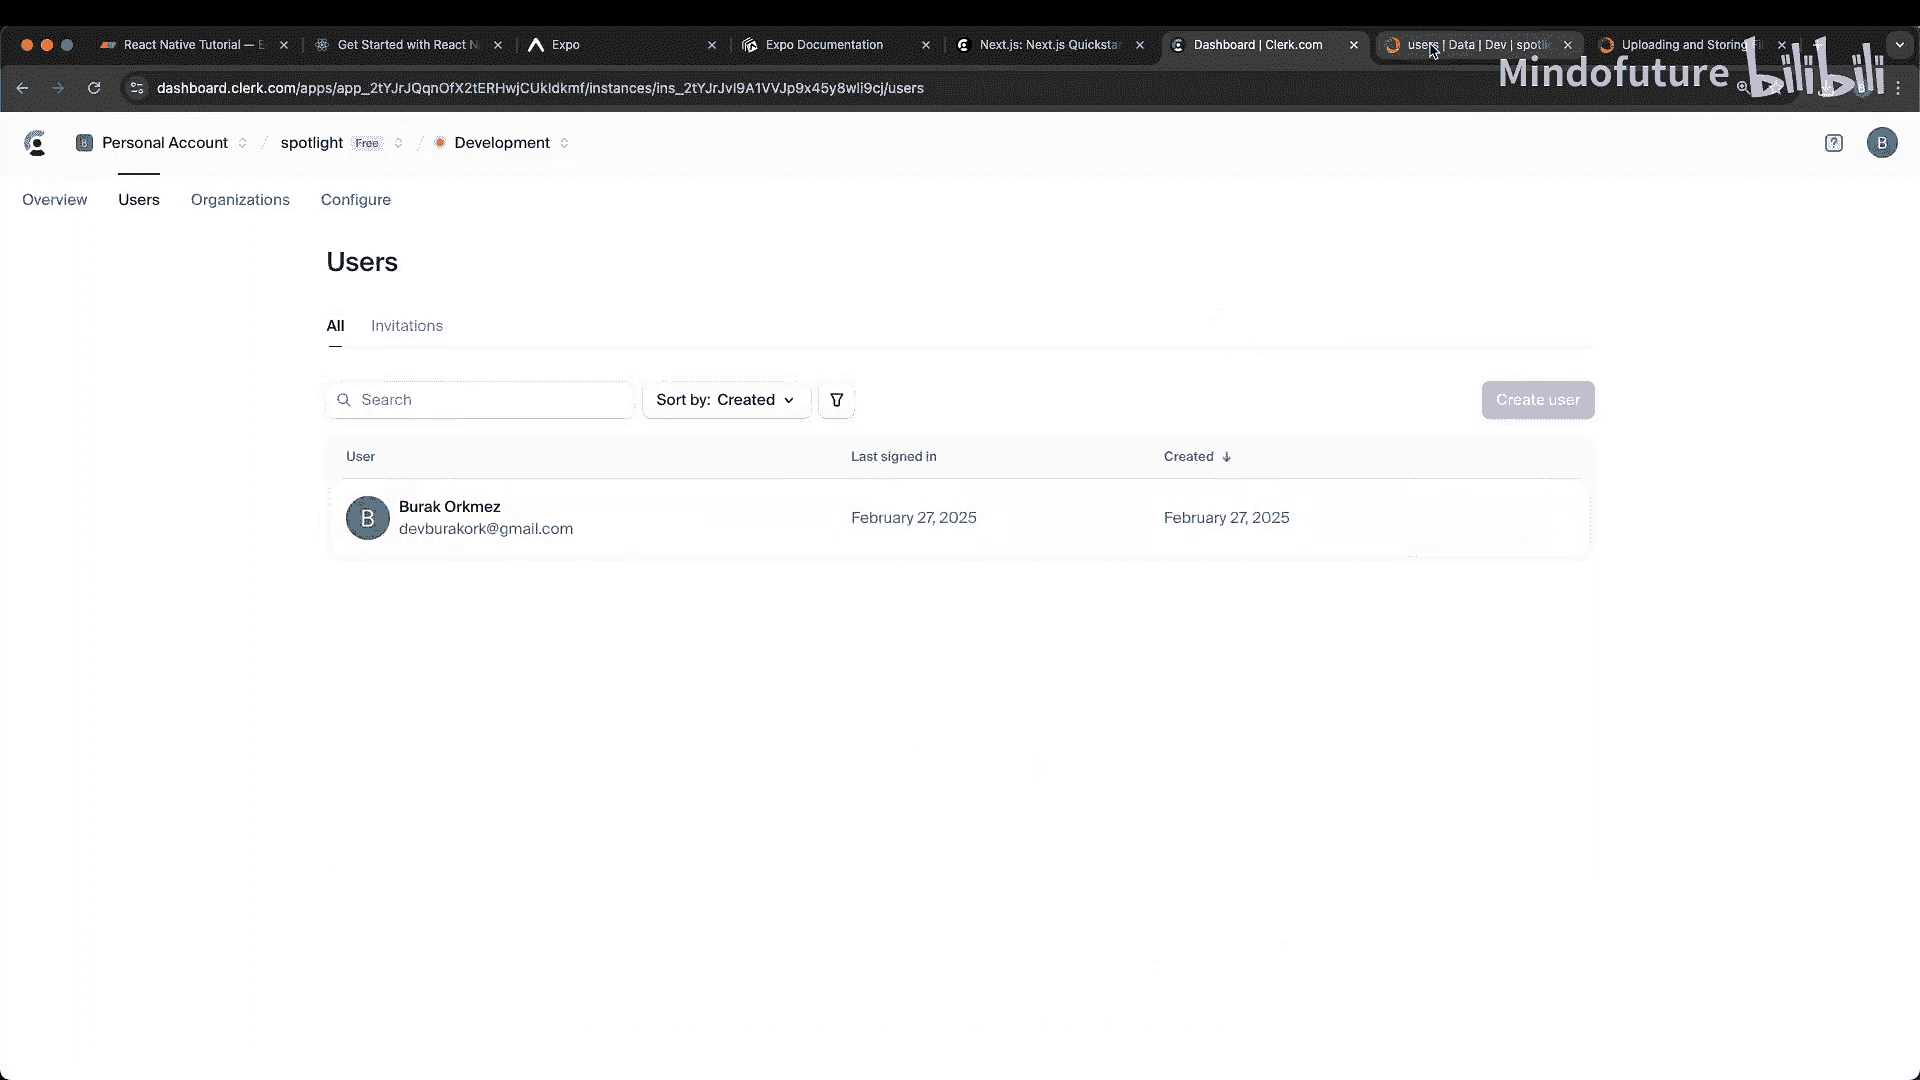 React Native Tutorial —
Get Started with React N
Expo
Expo Documentation
Next.js: Next.js Quicksta
Dashboard | Clerk.com
users | Data | Dev | spotli
Uploading and Storing
Mindofuture
bilibili
dashboard.clerk.com/apps/app_2tYJrJQqnOfX2tERHwjCUkldkmf/instances/ins_2tYJrJvI9A1VVJp9x45y8wli9cj/users
B Personal Account / spotlight Free / Development
B
Overview
Users
Organizations
Configure
Users
All
Invitations
Search
Sort by: Created
Create user
User
Last signed in
Created
B
Burak Orkmez
devburakork@gmail.com
February 27, 2025
February 27, 2025